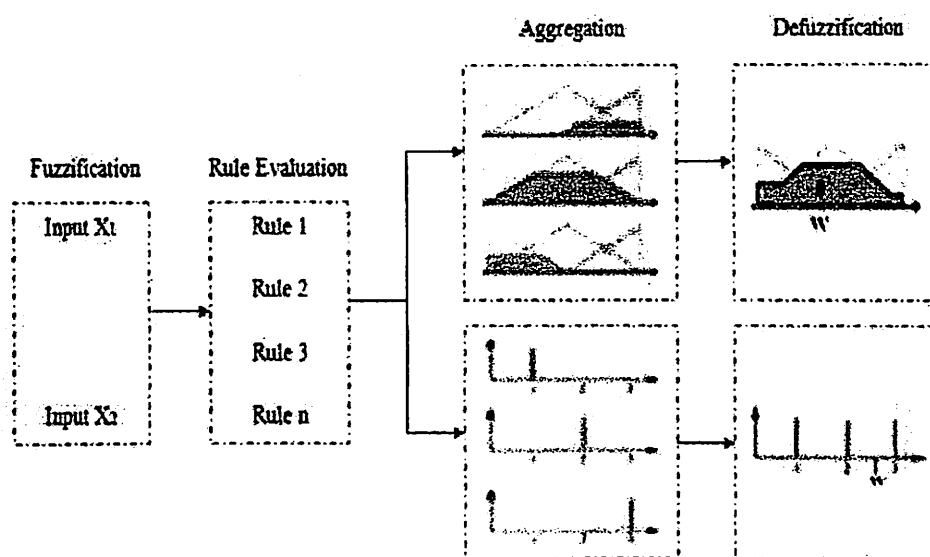 Aggregation
Defuzzification
Fuzzification
Rule Evaluation
Input X1
Rule 1
Rule 2
Rule 3
Input X2
Rule n